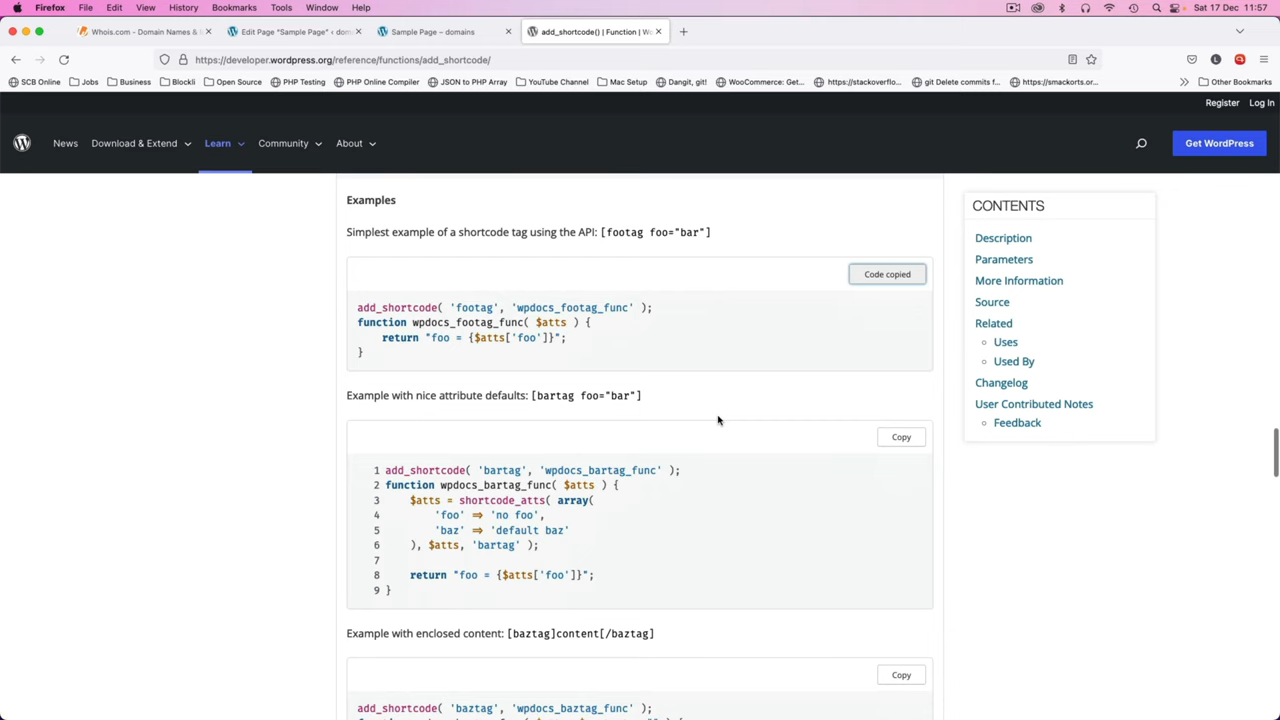 Firefox File Edit View History Bookmarks Tools Window Help Sat 17 Dec 11:57
Whois.com - Domain Names & I Edit Page "Sample Page" ‹ dom Sample Page – domains add_shortcode() | Function | Wo
https://developer.wordpress.org/reference/functions/add_shortcode/
SCB Online Jobs Business Blockli Open Source PHP Testing PHP Online Compiler JSON to PHP Array YouTube Channel Mac Setup Dangit, git! WooCommerce: Get... https://stackoverflo... git Delete commits f... https://smackorts.or... Other Bookmarks
Register Log In
News Download & Extend Learn Community About Get WordPress
Examples
Simplest example of a shortcode tag using the API: [footag foo="bar"]
Code copied
add_shortcode( 'footag', 'wpdocs_footag_func' );
function wpdocs_footag_func( $atts ) {
return "foo = {$atts['foo']}";
}
Example with nice attribute defaults: [bartag foo="bar"]
Copy
1 add_shortcode( 'bartag', 'wpdocs_bartag_func' );
2 function wpdocs_bartag_func( $atts ) {
3 $atts = shortcode_atts( array(
4 'foo' => 'no foo',
5 'baz' => 'default baz'
6 ), $atts, 'bartag' );
7
8 return "foo = {$atts['foo']}";
9 }
Example with enclosed content: [baztag]content[/baztag]
Copy
add_shortcode( 'baztag', 'wpdocs_baztag_func' );
CONTENTS
Description
Parameters
More Information
Source
Related
Uses
Used By
Changelog
User Contributed Notes
Feedback